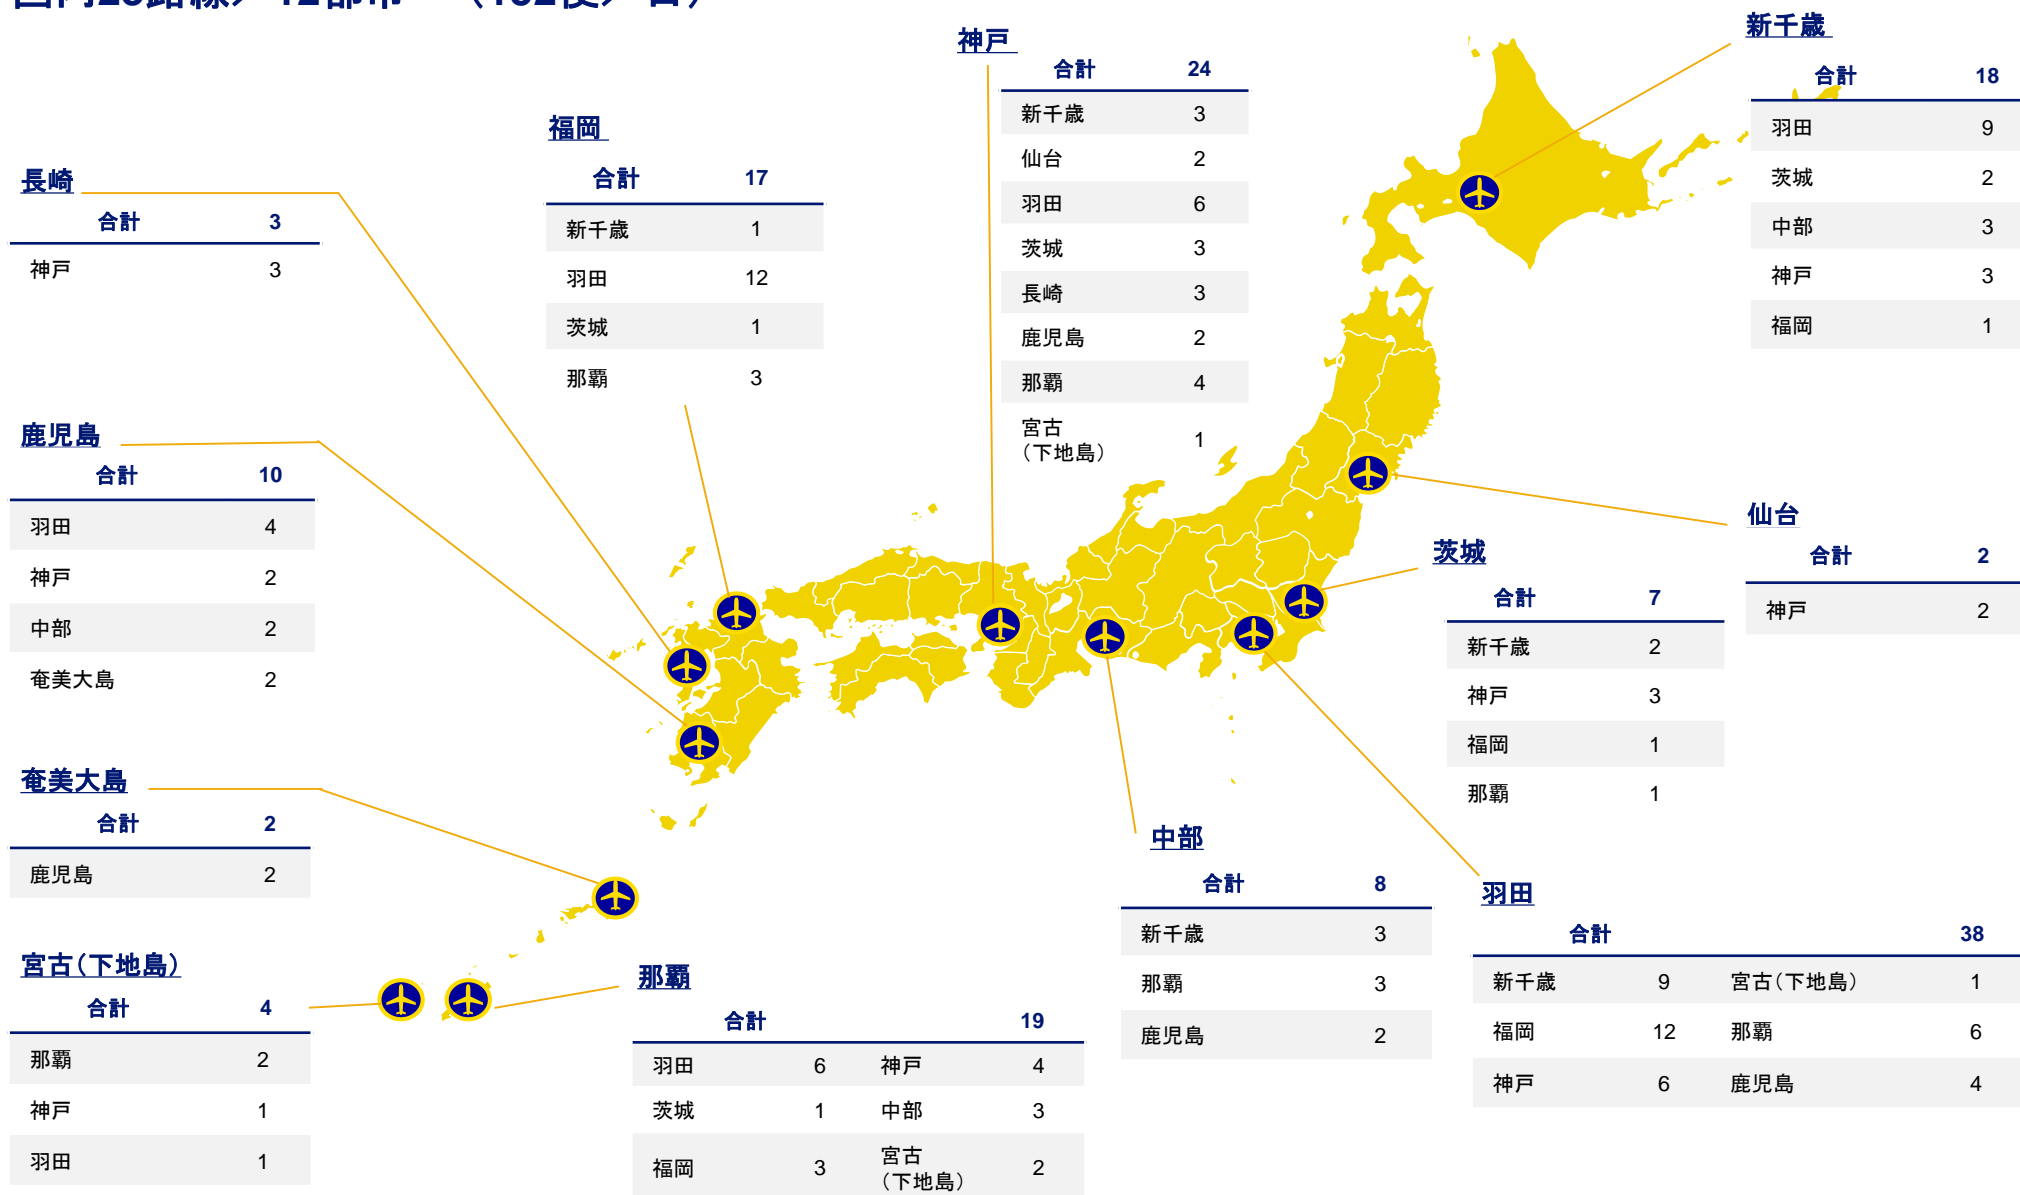 神戸
合計 24
新千歳 3
仙台 2
羽田 6
茨城 3
長崎 3
鹿児島 2
那覇 4
宮古
（下地島） 1
新千歳
合計 18
羽田 9
茨城 2
中部 3
神戸 3
福岡 1
福岡
合計 17
新千歳 1
羽田 12
茨城 1
那覇 3
長崎
合計 3
神戸 3
鹿児島
合計 10
羽田 4
神戸 2
中部 2
奄美大島 2
仙台
合計 2
神戸 2
茨城
合計 7
新千歳 2
神戸 3
福岡 1
那覇 1
奄美大島
合計 2
鹿児島 2
中部
合計 8
新千歳 3
那覇 3
鹿児島 2
羽田
合計 38
新千歳 9 宮古（下地島） 1
福岡 12 那覇 6
神戸 6 鹿児島 4
宮古（下地島）
合計 4
那覇 2
神戸 1
羽田 1
那覇
合計 19
羽田 6 神戸 4
茨城 1 中部 3
福岡 3 宮古
（下地島） 2